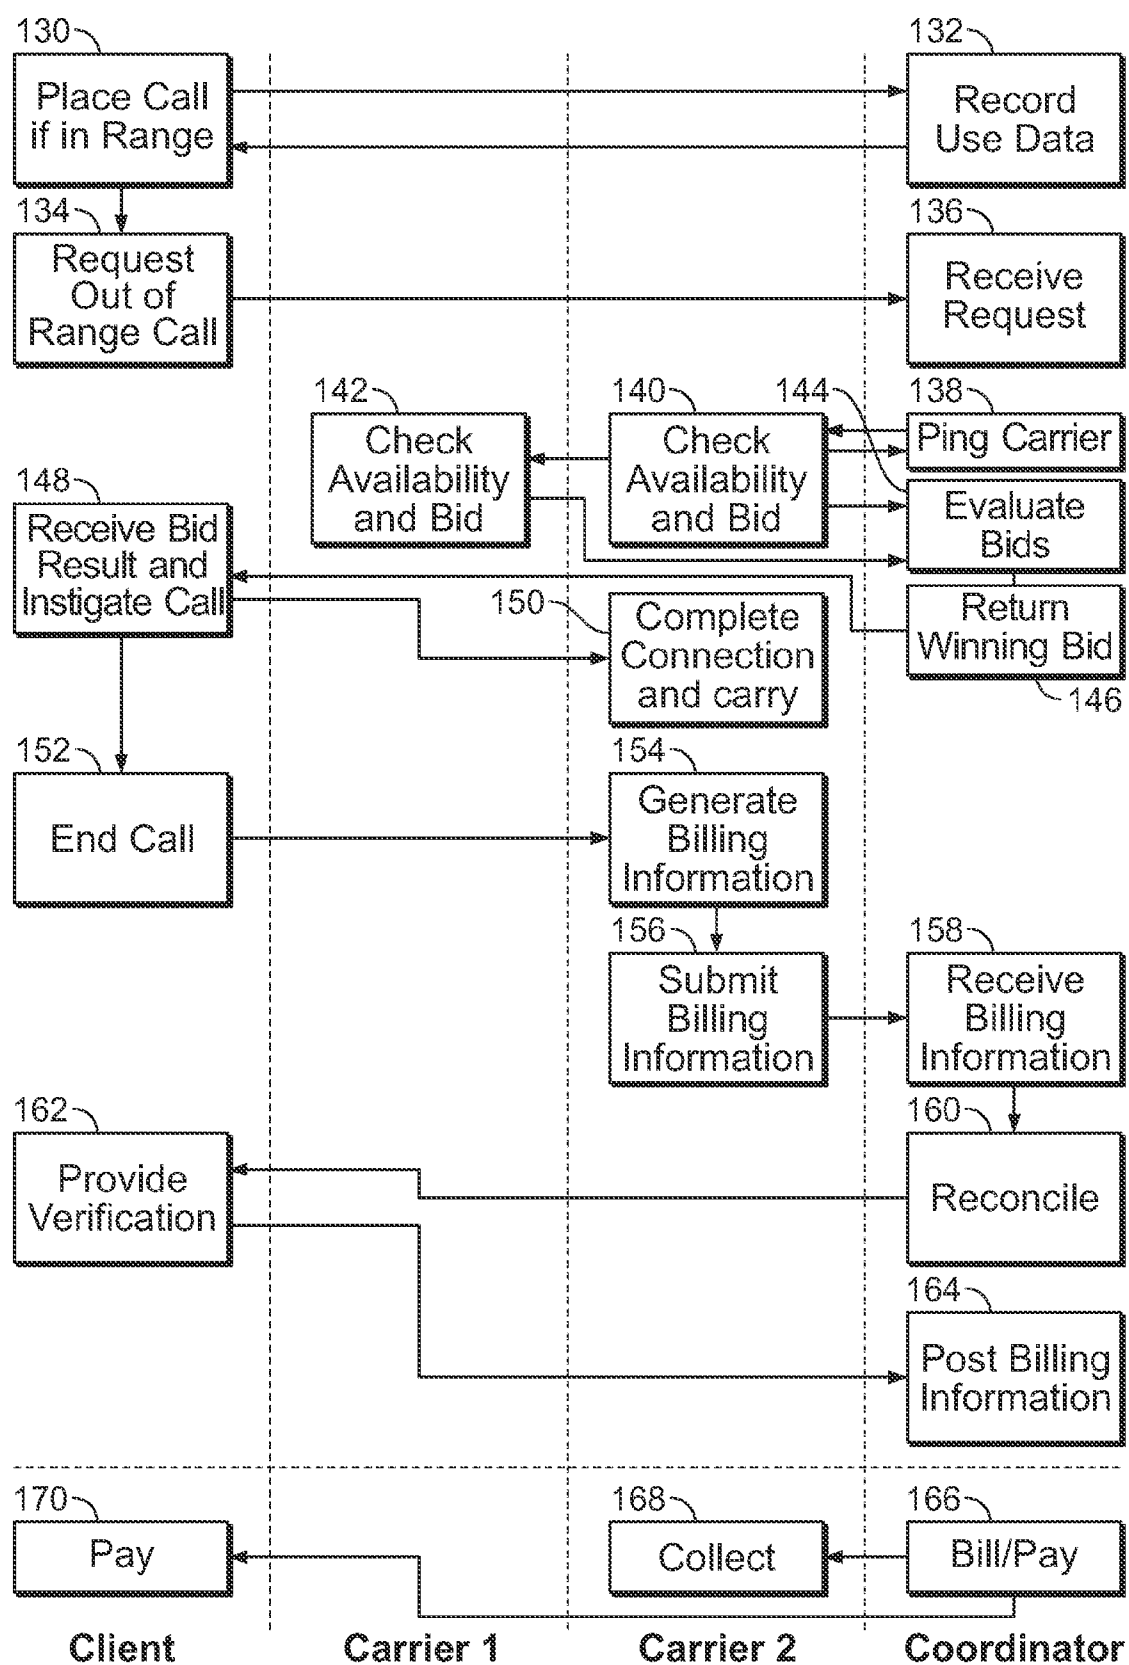 130
132
Place Call
if in Range
Record
Use Data
134
136
Request
Out of
Range Call
Receive
Request
142
140
144
138
Check
Availability
and Bid
Check
Availability
and Bid
Ping Carrier
148
Receive Bid
Result and
Instigate Call
Evaluate
Bids
150
Complete
Connection
and carry
Return
Winning Bid
146
152
154
End Call
Generate
Billing
Information
156
158
Submit
Billing
Information
Receive
Billing
Information
162
160
Provide
Verification
Reconcile
164
Post Billing
Information
170
168
166
Pay
Collect
Bill/Pay
Client
Carrier 1
Carrier 2
Coordinator